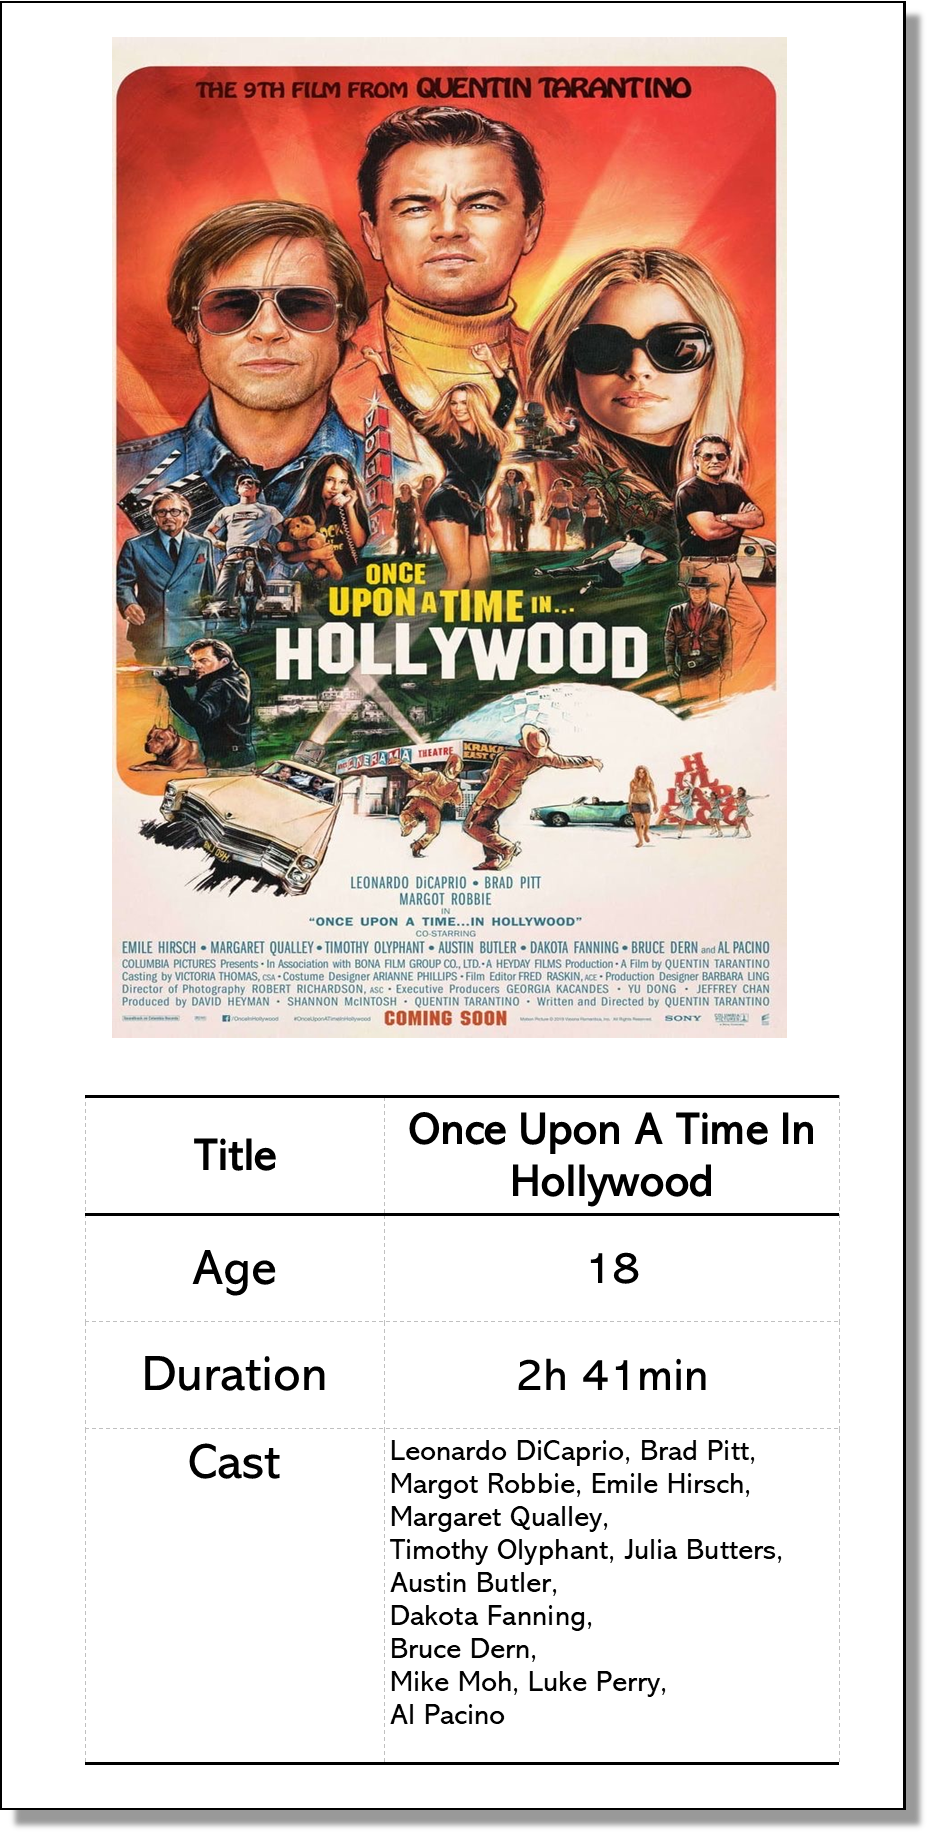 THE 9TH FILM FROM QUENTIN TARANTINO
ONCE
UPON A TIME IN...
HOLLYWOOD
CINERAMA THEATRE
LEONARDO DiCAPRIO • BRAD PITT
MARGOT ROBBIE
IN
“ONCE UPON A TIME...IN HOLLYWOOD”
CO-STARRING
EMILE HIRSCH • MARGARET QUALLEY • TIMOTHY OLYPHANT • AUSTIN BUTLER • DAKOTA FANNING • BRUCE DERN and AL PACINO
COLUMBIA PICTURES Presents • In Association with BONA FILM GROUP CO., LTD. • A HEYDAY FILMS Production • A Film by QUENTIN TARANTINO
Casting by VICTORIA THOMAS, CSA • Costume Designer ARIANNE PHILLIPS • Film Editor FRED RASKIN, ACE • Production Designer BARBARA LING
Director of Photography ROBERT RICHARDSON, ASC • Executive Producers GEORGIA KACANDES • YU DONG • JEFFREY CHAN
Produced by DAVID HEYMAN • SHANNON McINTOSH • QUENTIN TARANTINO • Written and Directed by QUENTIN TARANTINO
/OnceInHollywood #OnceUponATimeInHollywood COMING SOON SONY
Title
Once Upon A Time In
Hollywood
Age
18
Duration
2h 41min
Cast
Leonardo DiCaprio, Brad Pitt,
Margot Robbie, Emile Hirsch,
Margaret Qualley,
Timothy Olyphant, Julia Butters,
Austin Butler,
Dakota Fanning,
Bruce Dern,
Mike Moh, Luke Perry,
Al Pacino